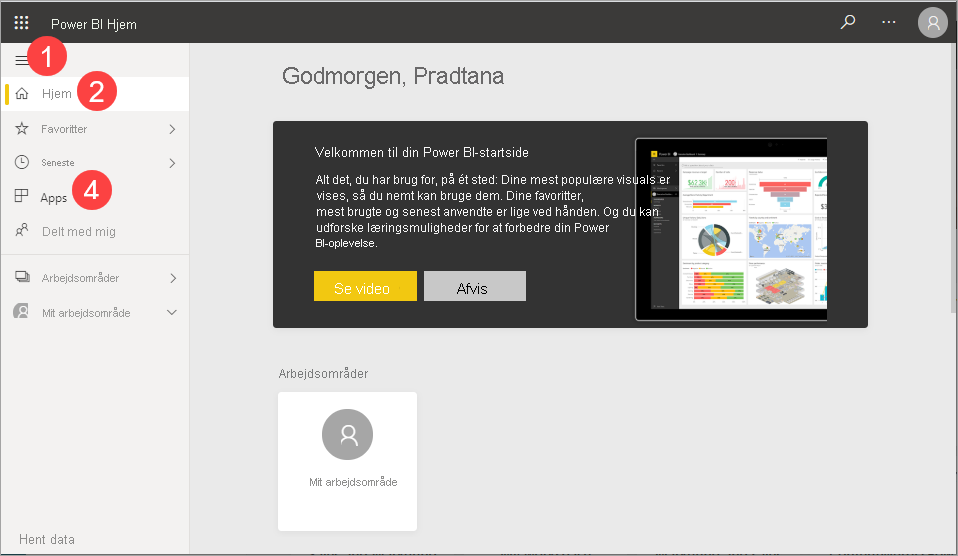 Power BI Hjem
1
Hjem
2
Favoritter
Seneste
Apps
4
Delt med mig
Arbejdsområder
Mit arbejdsområde
Hent data
Godmorgen, Pradtana
Velkommen til din Power BI-startside
Alt det, du har brug for, på ét sted: Dine mest populære visuals er
vises, så du nemt kan bruge dem. Dine favoritter,
mest brugte og senest anvendte er lige ved hånden. Og du kan
udforske læringsmuligheder for at forbedre din Power
BI-oplevelse.
Se video
Afvis
Arbejdsområder
Mit arbejdsområde